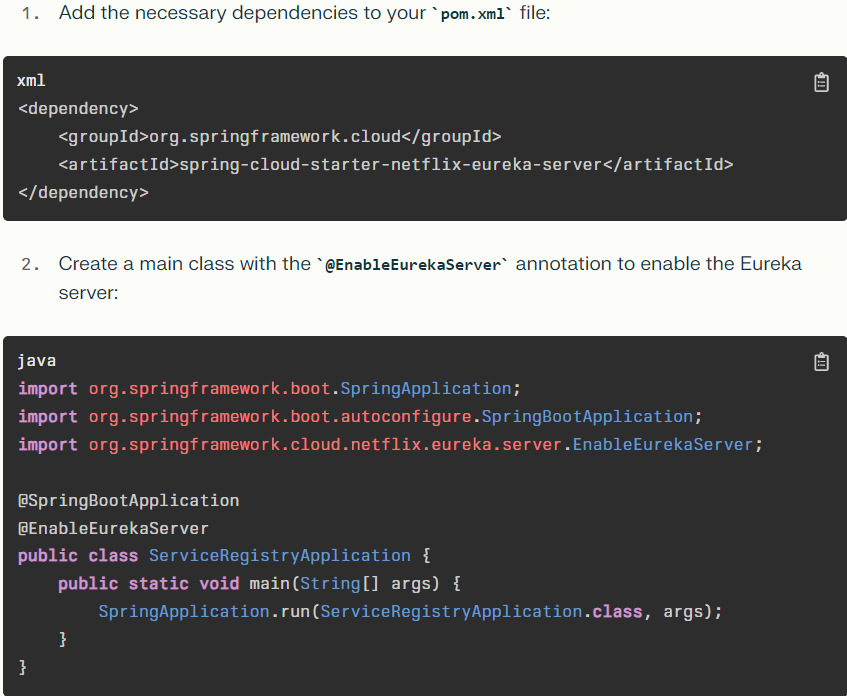 1. Add the necessary dependencies to your `pom.xml` file:
xml
<dependency>
    <groupId>org.springframework.cloud</groupId>
    <artifactId>spring-cloud-starter-netflix-eureka-server</artifactId>
</dependency>
2. Create a main class with the `@EnableEurekaServer` annotation to enable the Eureka
server:
java
import org.springframework.boot.SpringApplication;
import org.springframework.boot.autoconfigure.SpringBootApplication;
import org.springframework.cloud.netflix.eureka.server.EnableEurekaServer;
@SpringBootApplication
@EnableEurekaServer
public class ServiceRegistryApplication {
    public static void main(String[] args) {
        SpringApplication.run(ServiceRegistryApplication.class, args);
    }
}